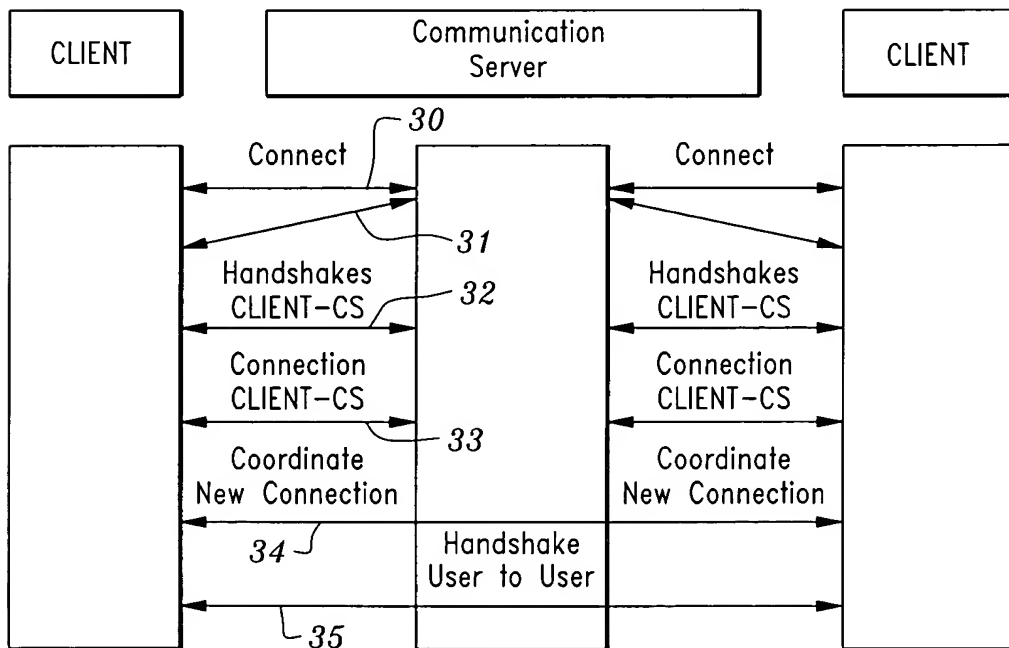 CLIENT
Communication
Server
CLIENT
30
Connect
Connect
31
Handshakes
CLIENT-CS
32
Handshakes
CLIENT-CS
Connection
CLIENT-CS
33
Connection
CLIENT-CS
Coordinate
New Connection
Coordinate
New Connection
34
Handshake
User to User
35